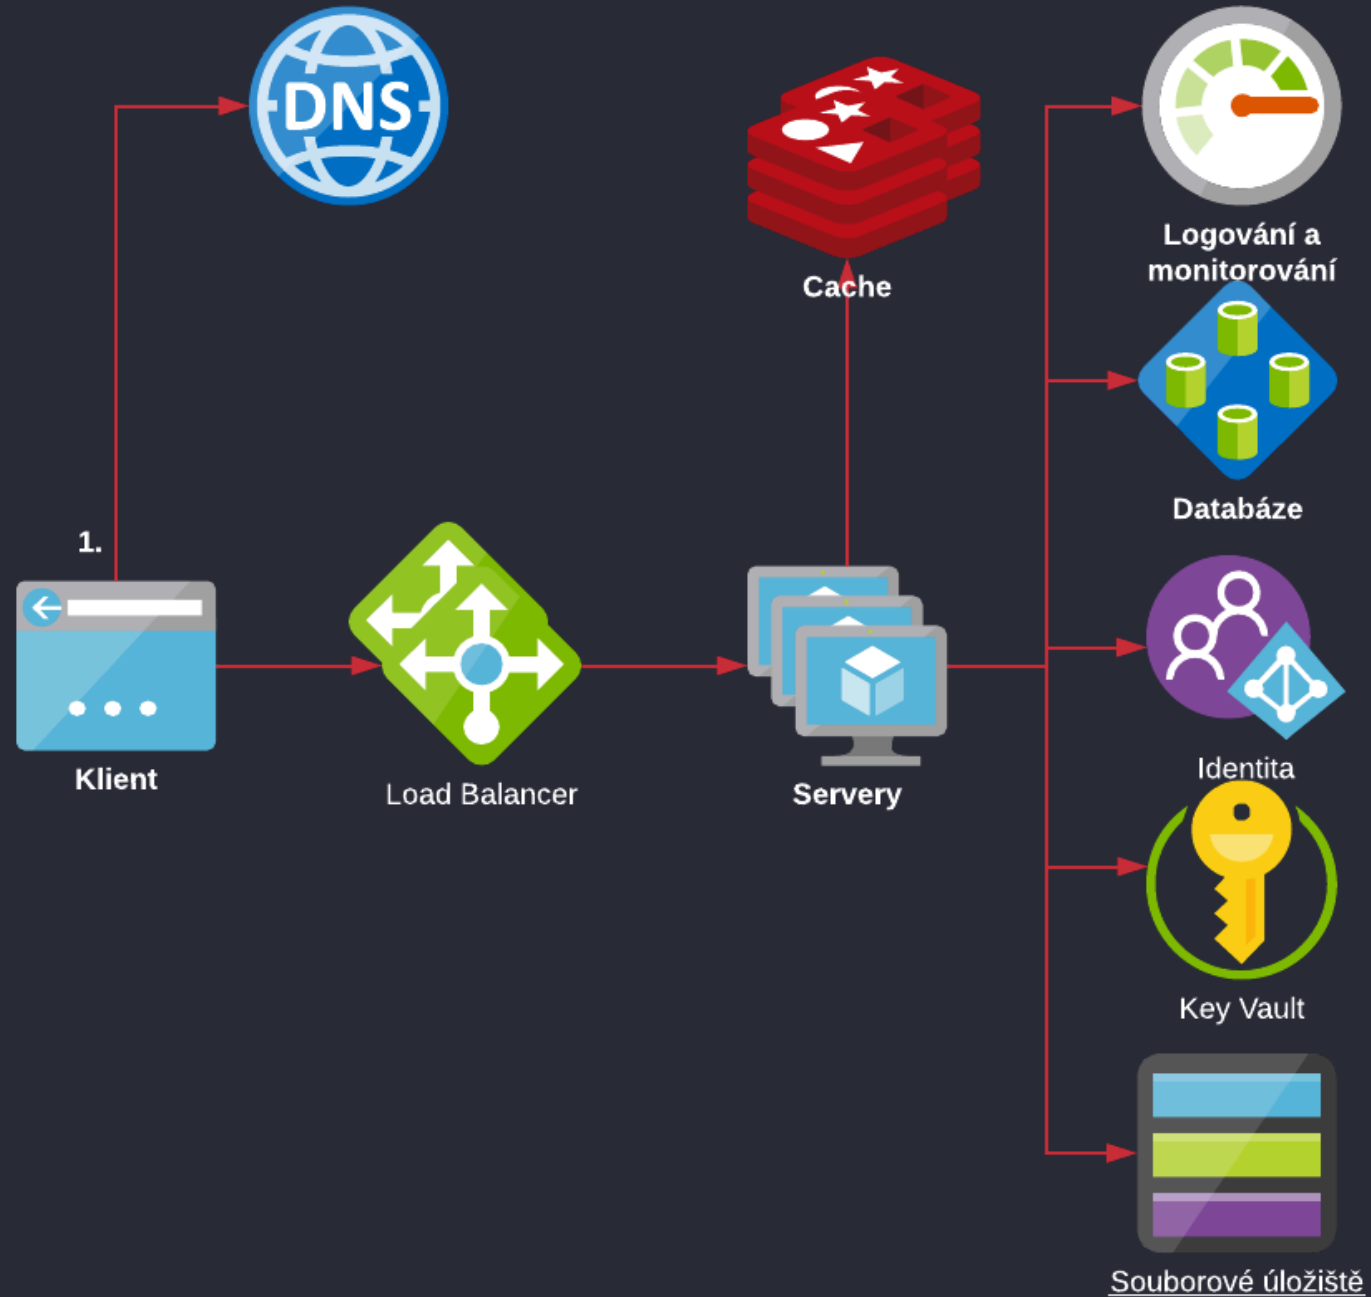 DNS
Cache
Logování a
monitorování
Databáze
1.
Klient
Load Balancer
Servery
Identita
Key Vault
Souborové úložiště